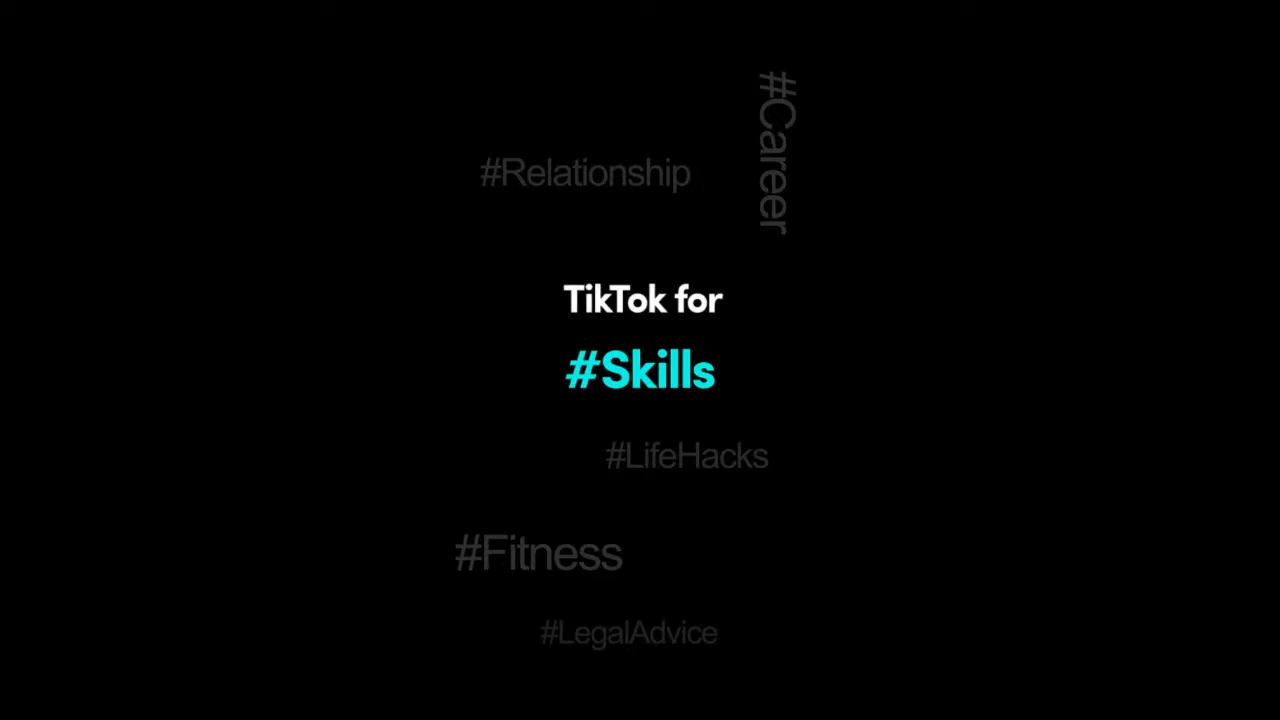 #Career
#Relationship
TikTok for
#Skills
#LifeHacks
#Fitness
#LegalAdvice